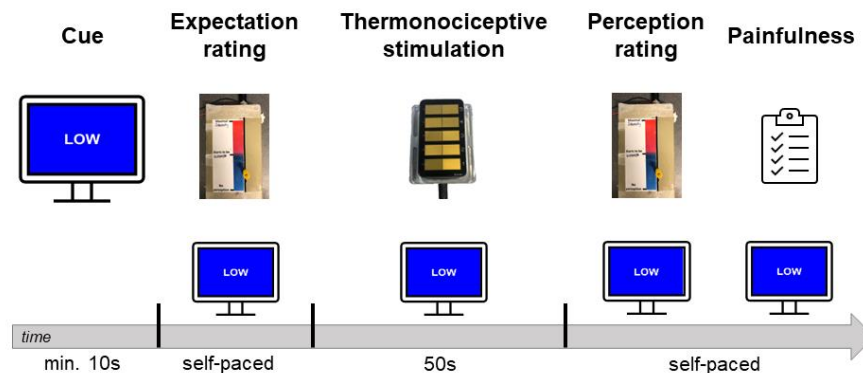 Cue
Expectation
rating
Thermonociceptive
stimulation
Perception
rating
Painfulness
LOW
LOW
LOW
LOW
LOW
time
min. 10s
self-paced
50s
self-paced